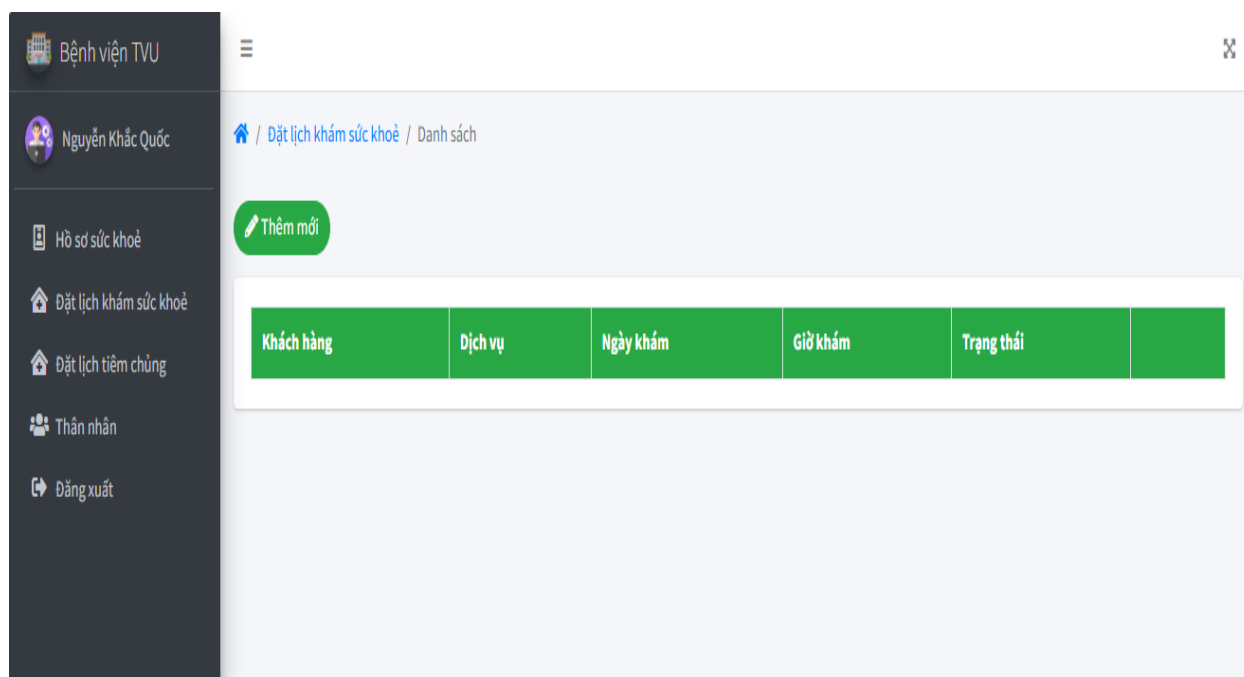 Bệnh viện TVU
Nguyễn Khắc Quốc
Hồ sơ sức khoẻ
Đặt lịch khám sức khoẻ
Đặt lịch tiêm chủng
Thân nhân
Đăng xuất
/ Đặt lịch khám sức khoẻ / Danh sách
Thêm mới
Khách hàng Dịch vụ Ngày khám Giờ khám Trạng thái